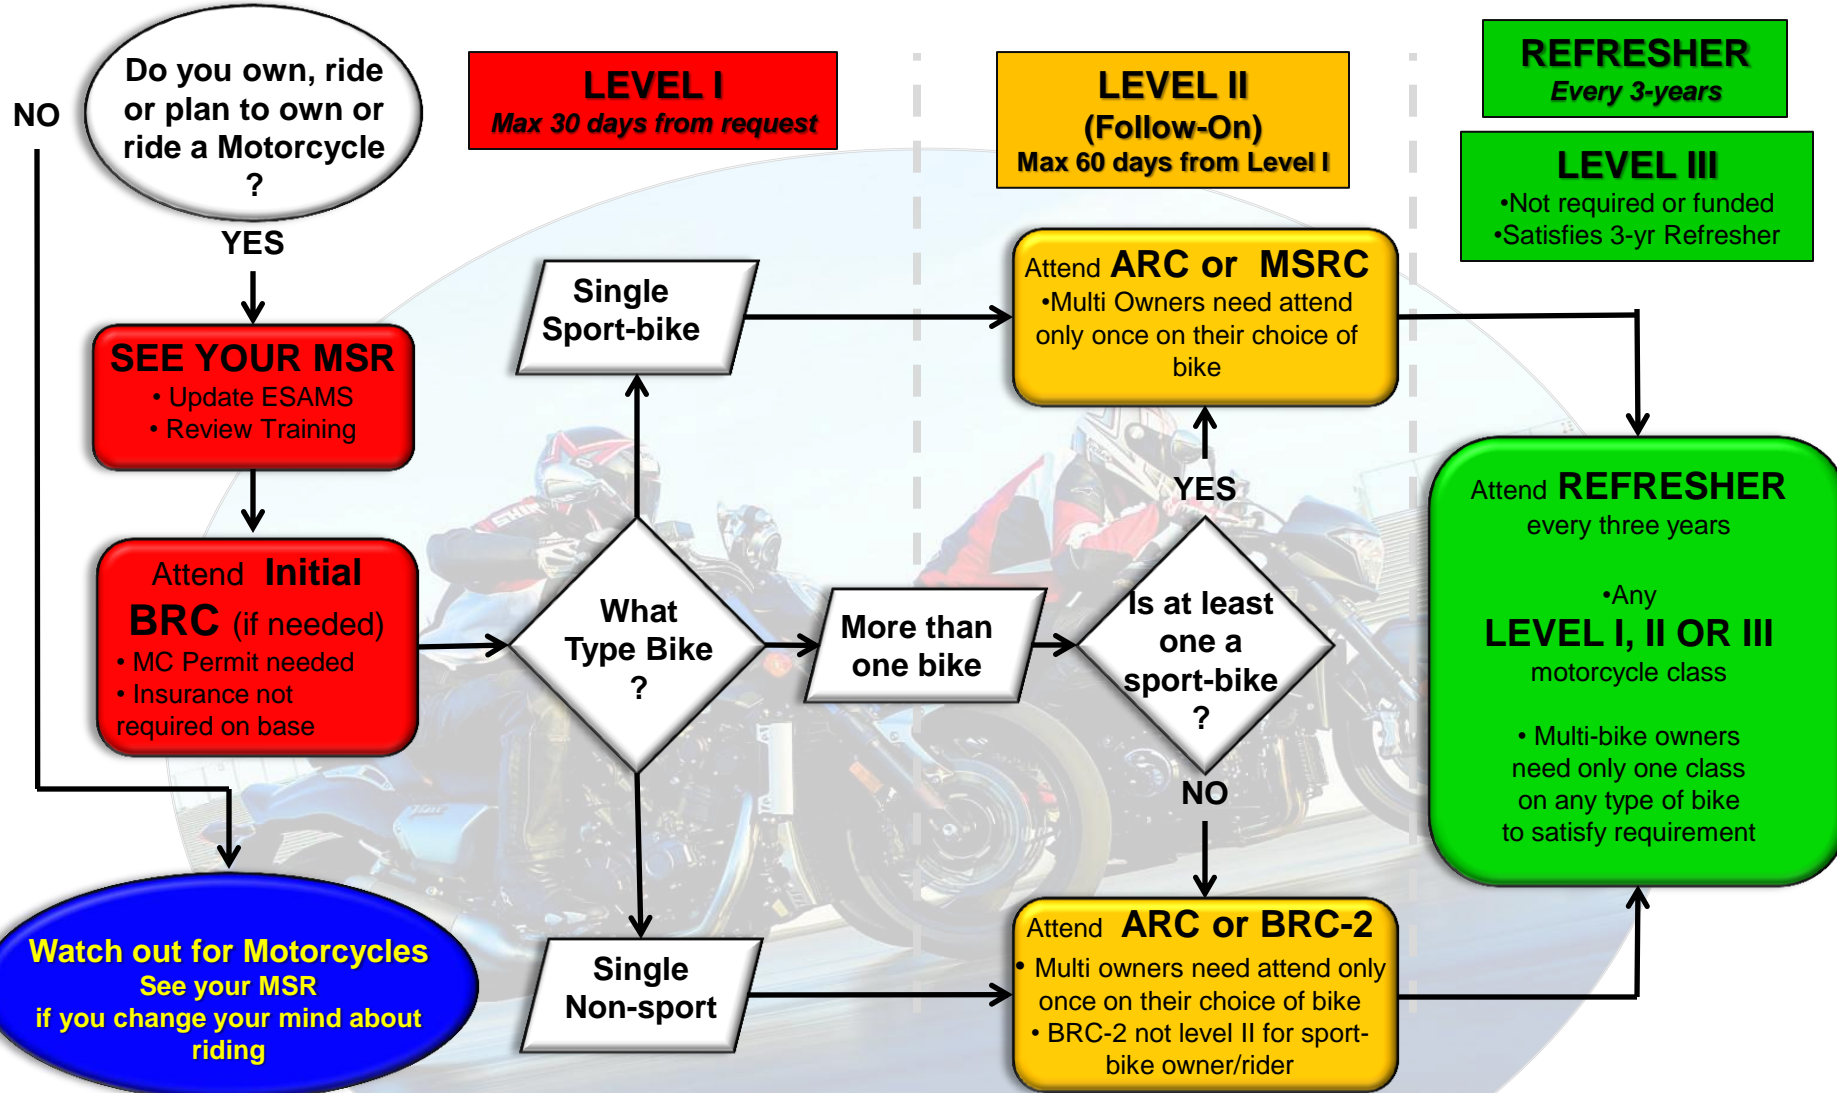 NO
Do you own, ride
or plan to own or
ride a Motorcycle
?
YES
SEE YOUR MSR
• Update ESAMS
• Review Training
Attend Initial
BRC (if needed)
• MC Permit needed
• Insurance not
required on base
Watch out for Motorcycles
See your MSR
if you change your mind about
riding
LEVEL I
Max 30 days from request
Single
Sport-bike
What
Type Bike
?
Single
Non-sport
More than
one bike
LEVEL II
(Follow-On)
Max 60 days from Level I
Attend ARC or MSRC
•Multi Owners need attend
only once on their choice of
bike
YES
Is at least
one a
sport-bike
?
NO
Attend ARC or BRC-2
• Multi owners need attend only
once on their choice of bike
• BRC-2 not level II for sport-
bike owner/rider
REFRESHER
Every 3-years
LEVEL III
•Not required or funded
•Satisfies 3-yr Refresher
Attend REFRESHER
every three years
•Any
LEVEL I, II OR III
motorcycle class
• Multi-bike owners
need only one class
on any type of bike
to satisfy requirement